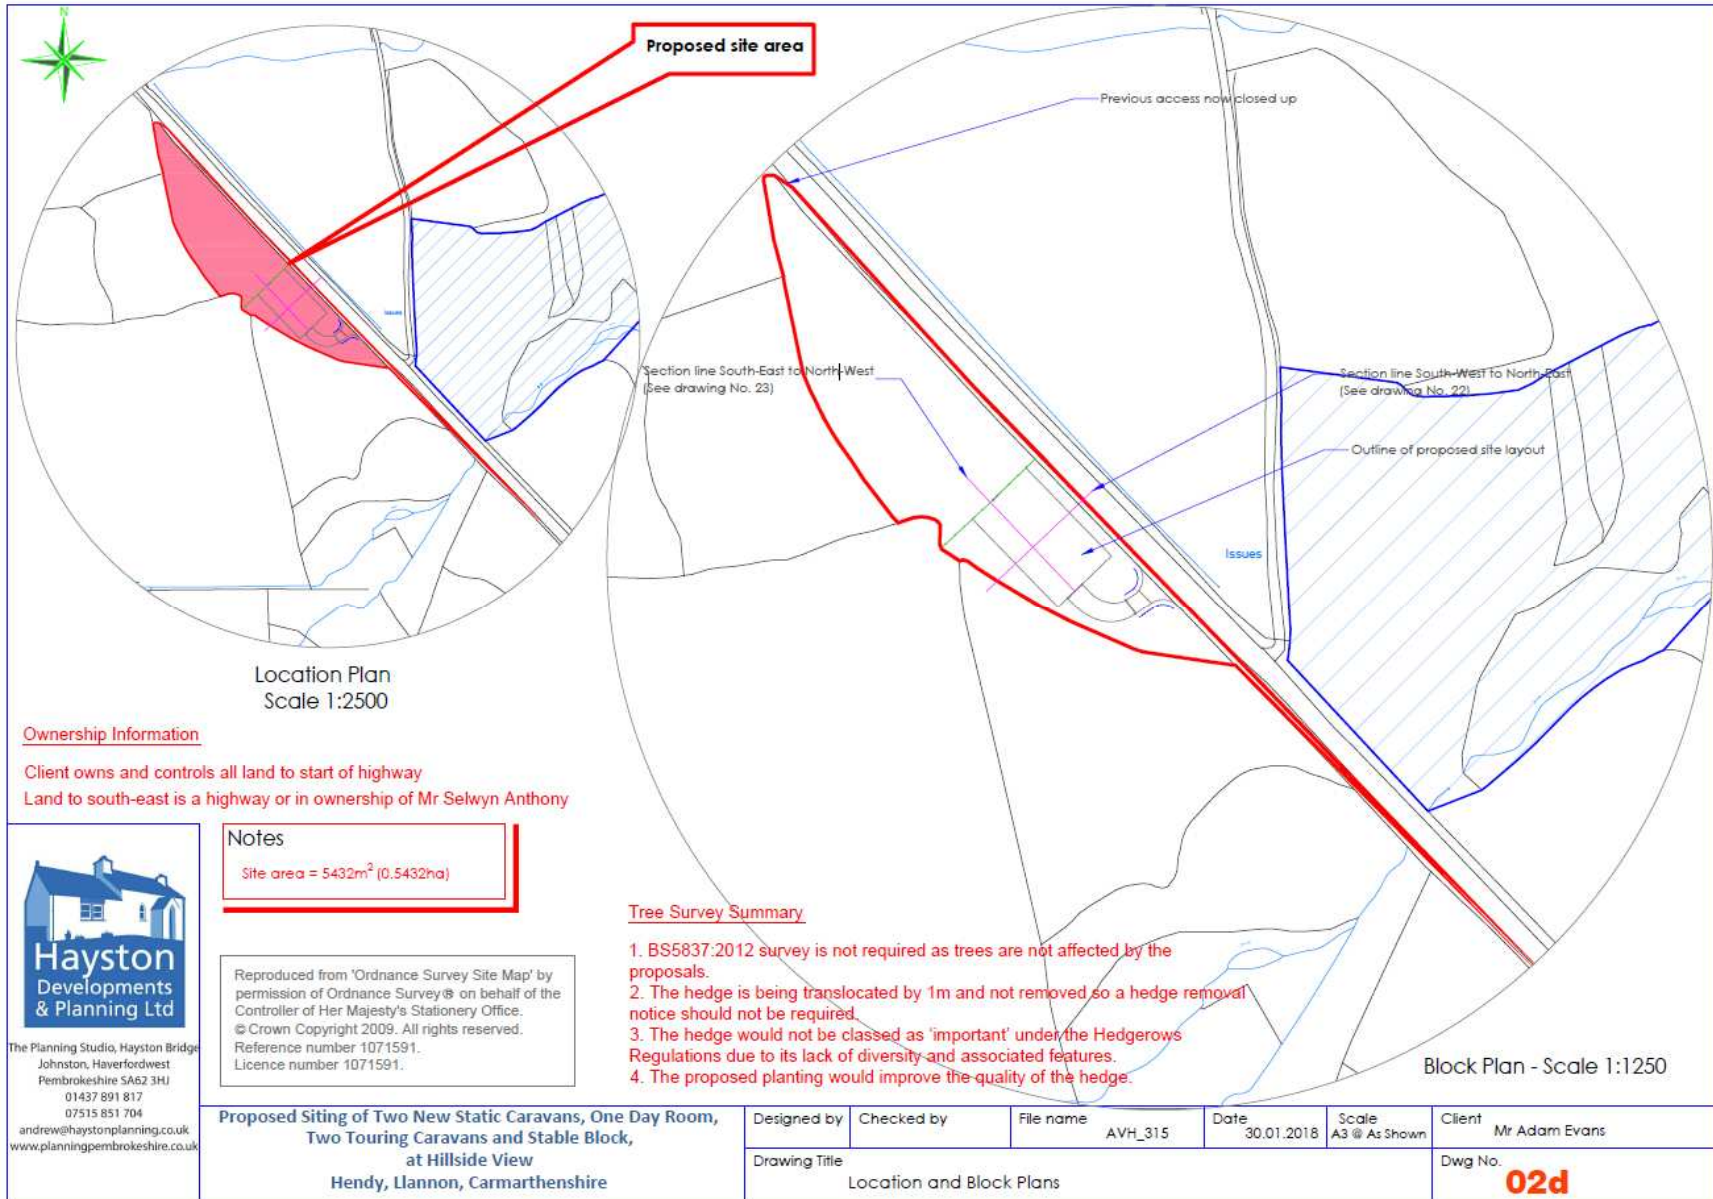 N
Proposed site area
Previous access now closed up
Section line South-East to North-West
(See drawing No. 23)
Section line South-West to North-East
(See drawing No. 22)
Outline of proposed site layout
Issues
Issues
Location Plan
Scale 1:2500
Ownership Information
Client owns and controls all land to start of highway
Land to south-east is a highway or in ownership of Mr Selwyn Anthony
Notes
Site area = 5432m² (0.5432ha)
Hayston
Developments
& Planning Ltd
The Planning Studio, Hayston Bridge
Johnston, Haverfordwest
Pembrokeshire SA62 3HJ
01437 891 817
07515 851 704
andrew@haystonplanning.co.uk
www.planningpembrokeshire.co.uk
Reproduced from 'Ordnance Survey Site Map' by
permission of Ordnance Survey® on behalf of the
Controller of Her Majesty's Stationery Office.
© Crown Copyright 2009. All rights reserved.
Reference number 1071591.
Licence number 1071591.
Tree Survey Summary
1. BS5837:2012 survey is not required as trees are not affected by the
proposals.
2. The hedge is being translocated by 1m and not removed so a hedge removal
notice should not be required.
3. The hedge would not be classed as 'important' under the Hedgerows
Regulations due to its lack of diversity and associated features.
4. The proposed planting would improve the quality of the hedge.
Block Plan - Scale 1:1250
Proposed Siting of Two New Static Caravans, One Day Room,
Two Touring Caravans and Stable Block,
at Hillside View
Hendy, Llannon, Carmarthenshire
Designed by
Checked by
File name
AVH_315
Date
30.01.2018
Scale
A3 @ As Shown
Client
Mr Adam Evans
Drawing Title
Location and Block Plans
Dwg No.
02d